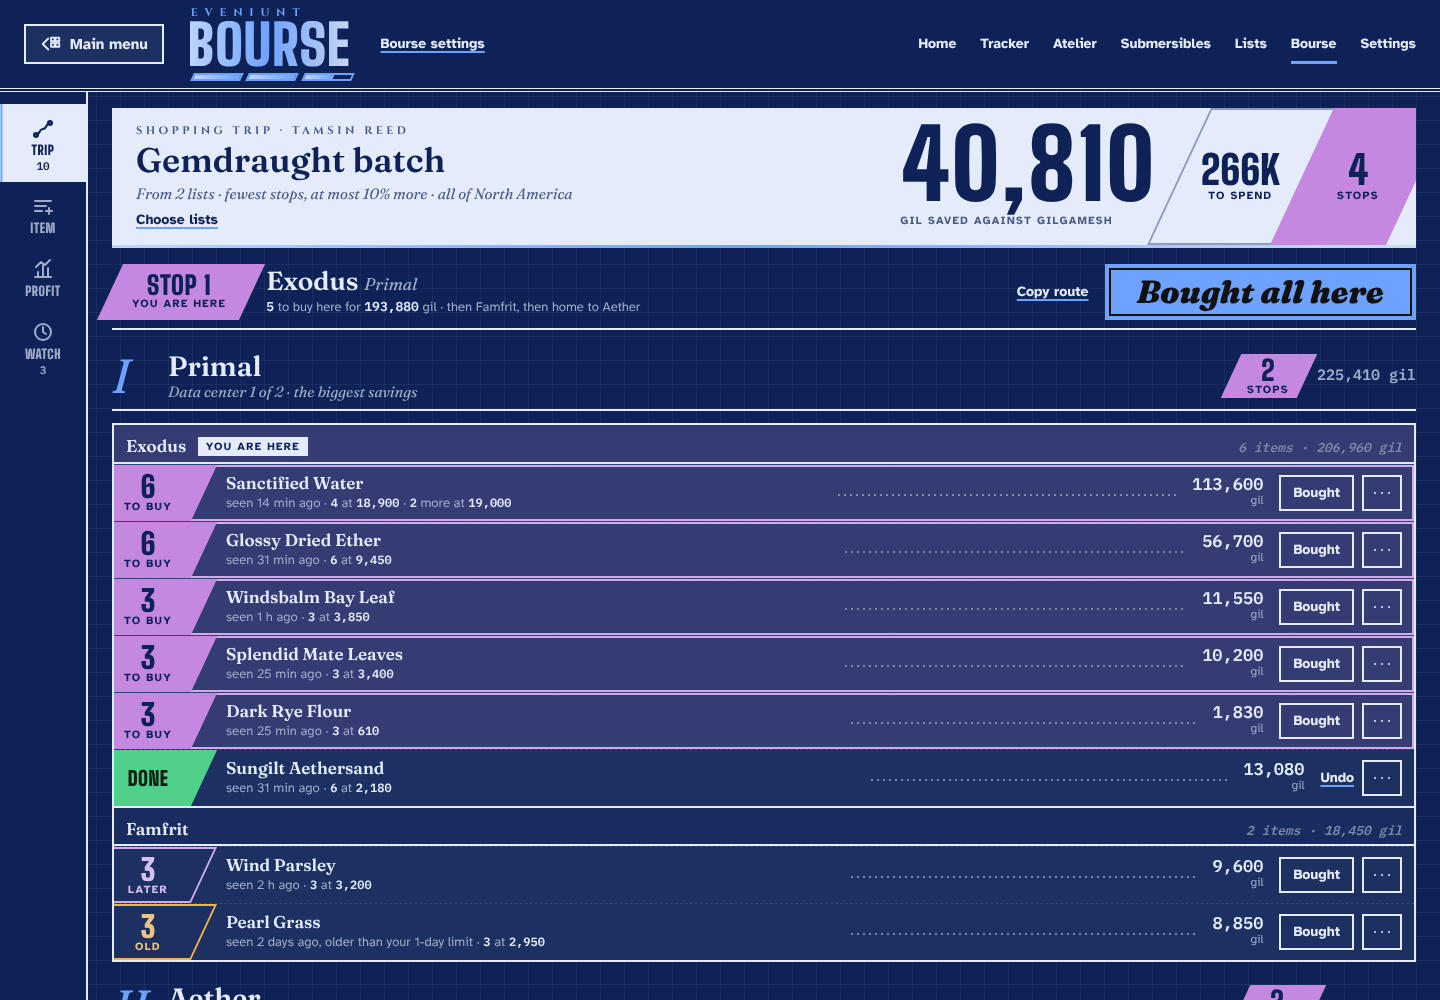 Main menu
EVENIUNT
BOURSE
Bourse settings
Home
Tracker
Atelier
Submersibles
Lists
Bourse
Settings
TRIP
10
ITEM
PROFIT
WATCH
3
SHOPPING TRIP · TAMSIN REED
Gemdraught batch
From 2 lists · fewest stops, at most 10% more · all of North America
Choose lists
40,810
GIL SAVED AGAINST GILGAMESH
266K
TO SPEND
4
STOPS
STOP 1
YOU ARE HERE
Exodus Primal
5 to buy here for 193,880 gil · then Famfrit, then home to Aether
Copy route
Bought all here
I
Primal
Data center 1 of 2 · the biggest savings
2
STOPS
225,410 gil
Exodus
YOU ARE HERE
6 items · 206,960 gil
6
TO BUY
Sanctified Water
seen 14 min ago · 4 at 18,900 · 2 more at 19,000
113,600
gil
Bought
...
6
TO BUY
Glossy Dried Ether
seen 31 min ago · 6 at 9,450
56,700
gil
Bought
...
3
TO BUY
Windsbalm Bay Leaf
seen 1 h ago · 3 at 3,850
11,550
gil
Bought
...
3
TO BUY
Splendid Mate Leaves
seen 25 min ago · 3 at 3,400
10,200
gil
Bought
...
3
TO BUY
Dark Rye Flour
seen 25 min ago · 3 at 610
1,830
gil
Bought
...
DONE
Sungilt Aethersand
seen 31 min ago · 6 at 2,180
13,080
gil
Undo
...
Famfrit
2 items · 18,450 gil
3
LATER
Wind Parsley
seen 2 h ago · 3 at 3,200
9,600
gil
Bought
...
3
OLD
Pearl Grass
seen 2 days ago, older than your 1-day limit · 3 at 2,950
8,850
gil
Bought
...
II
Aether
2